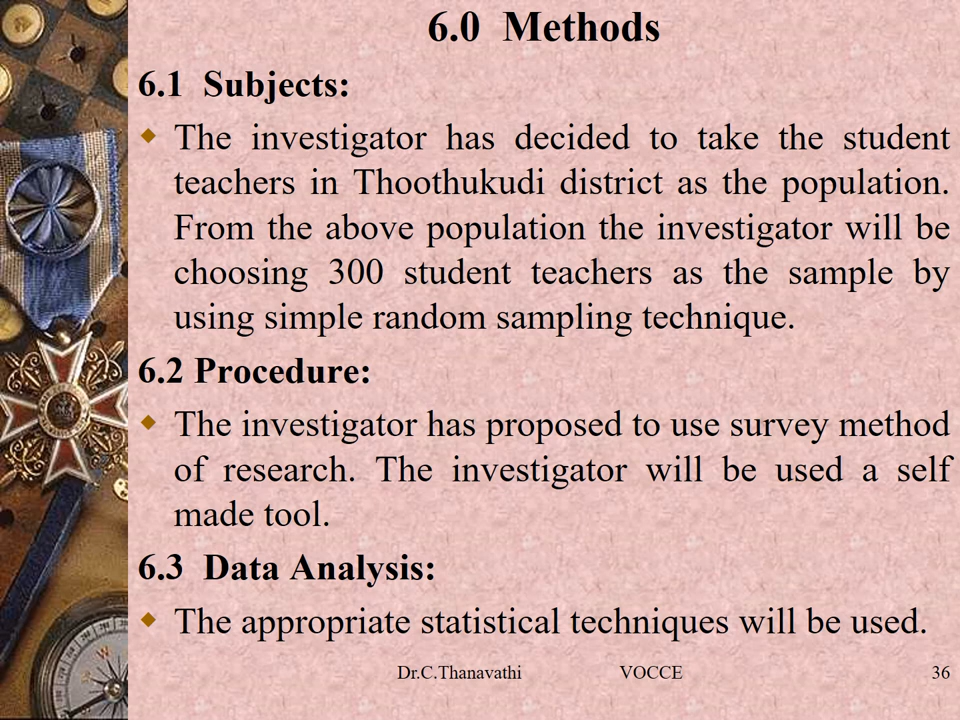 6.0 Methods
6.1 Subjects:
The investigator has decided to take the student
teachers in Thoothukudi district as the population.
From the above population the investigator will be
choosing 300 student teachers as the sample by
using simple random sampling technique.
6.2 Procedure:
The investigator has proposed to use survey method
of research. The investigator will be used a self
made tool.
6.3 Data Analysis:
The appropriate statistical techniques will be used.
Dr.C.Thanavathi VOCCE 36
W